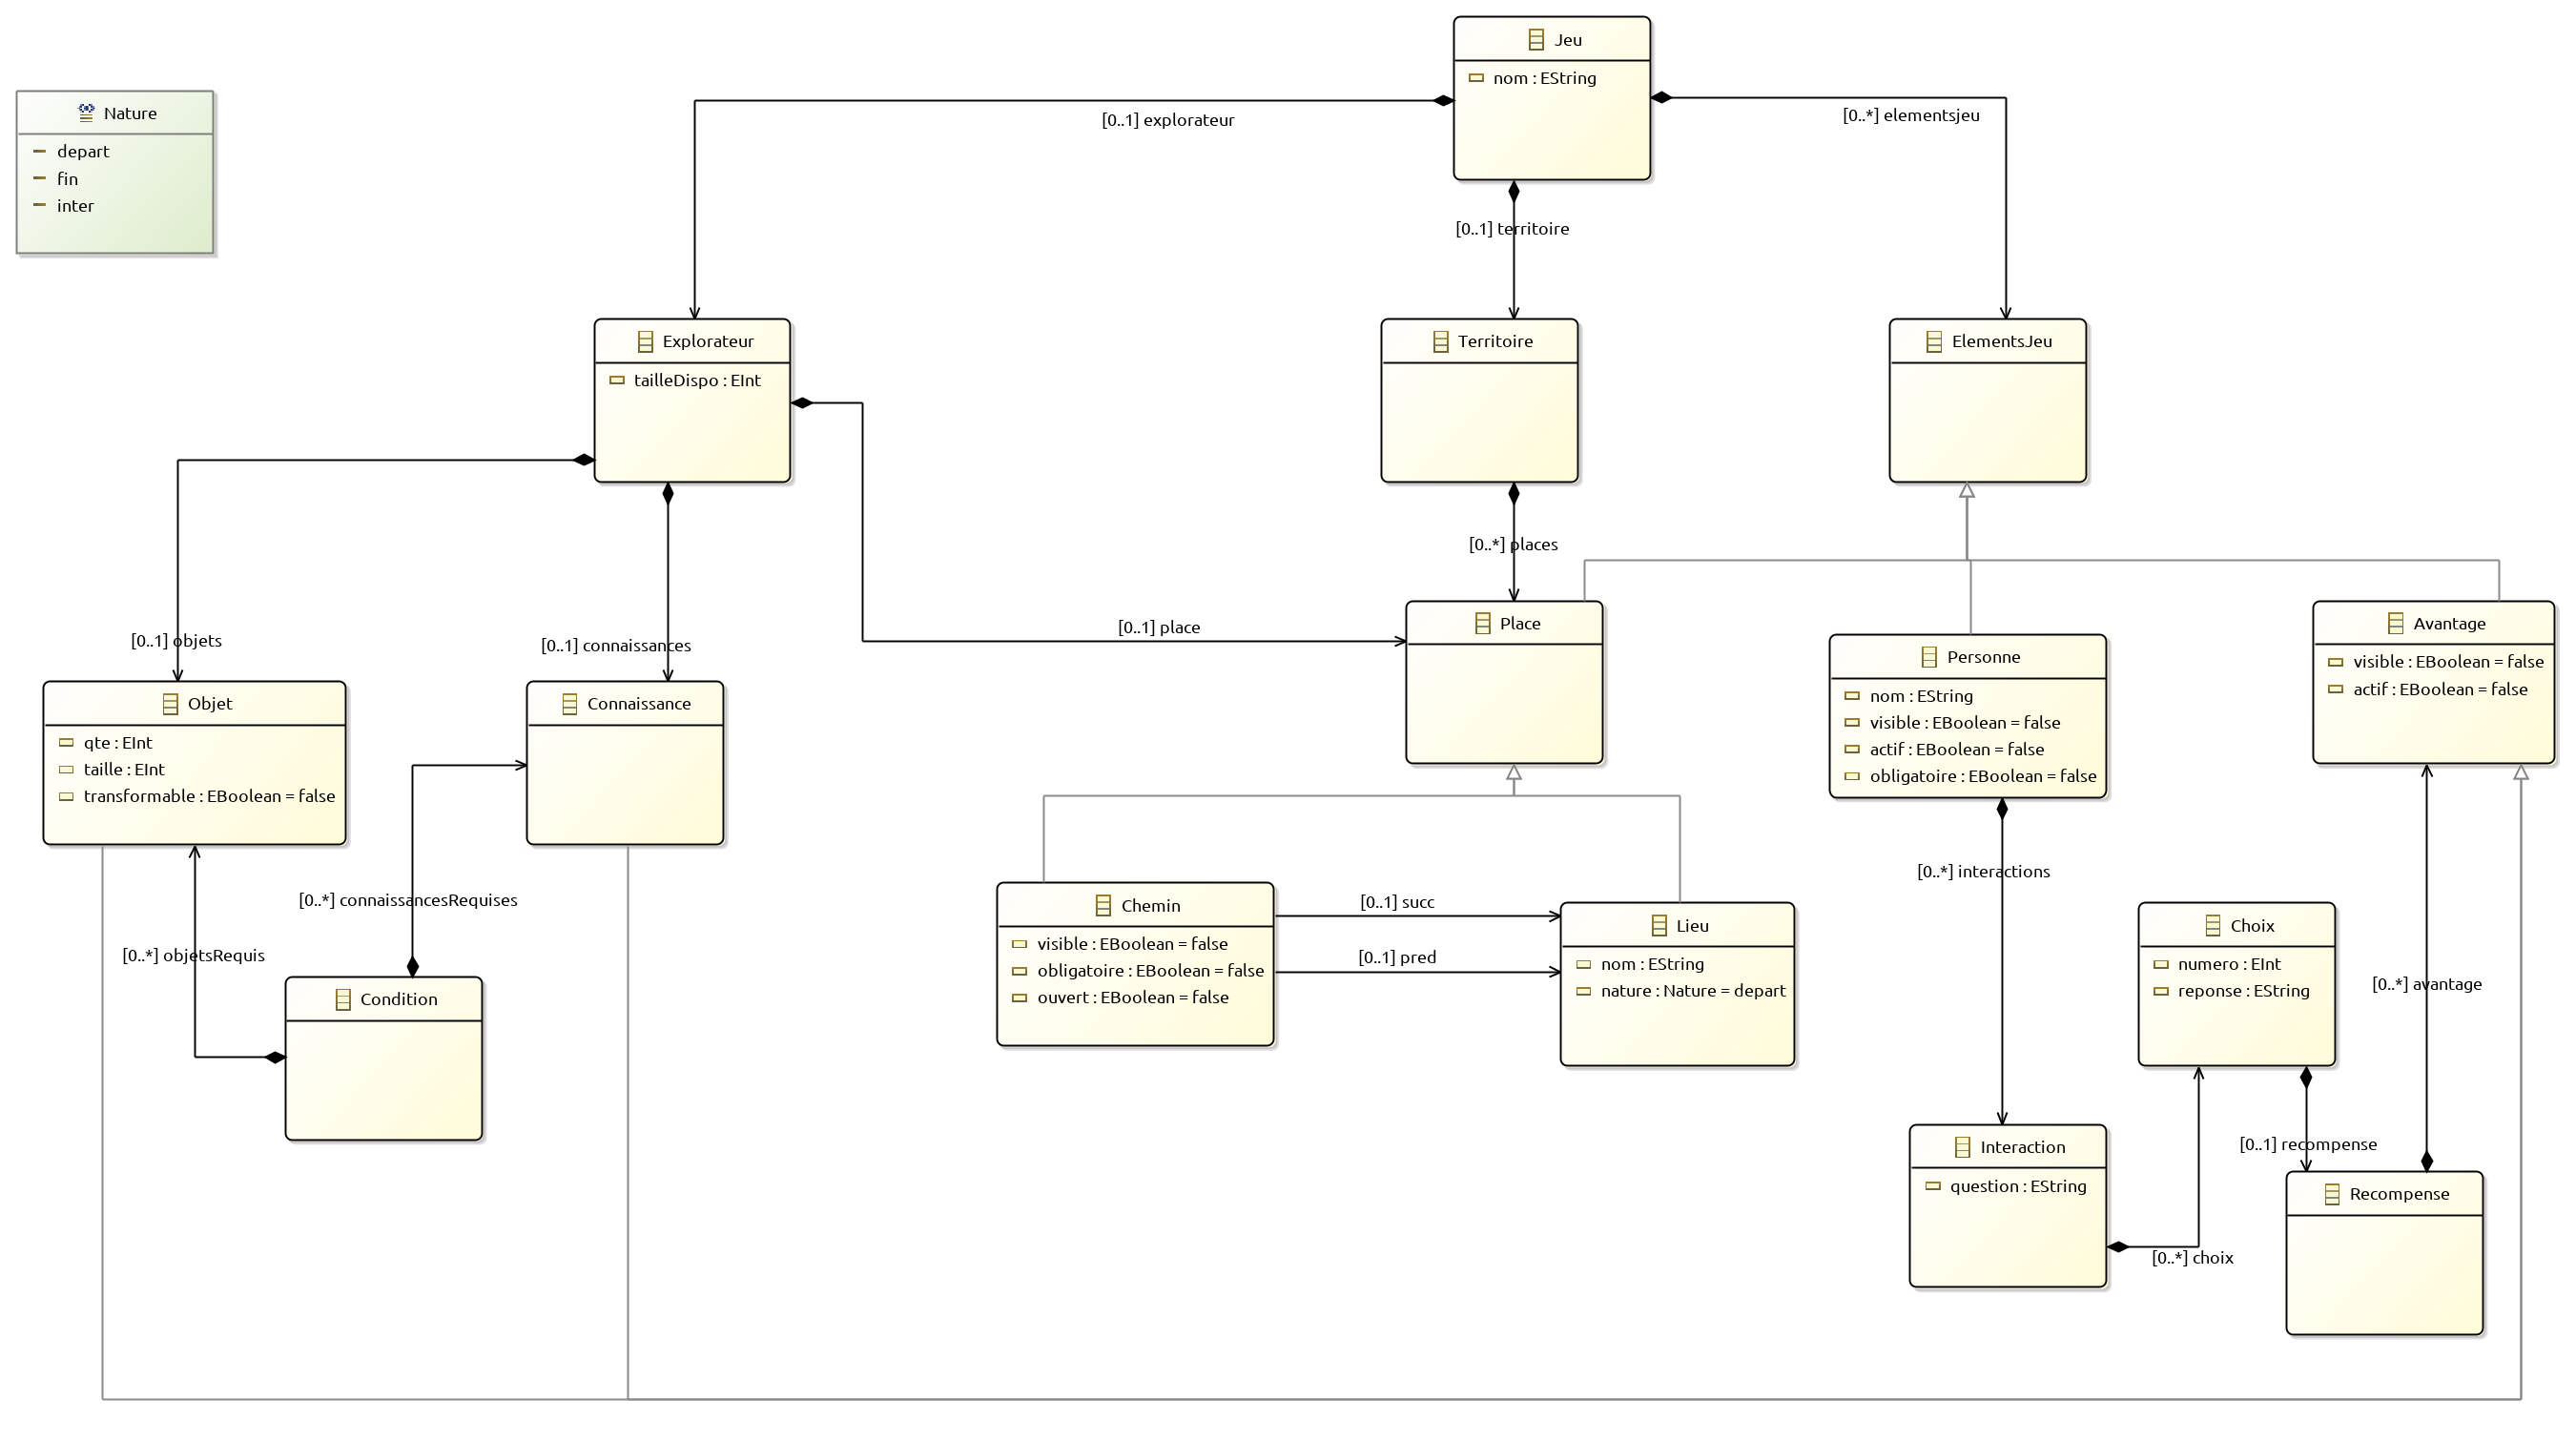 Jeu
nom : EString
Nature
depart
fin
inter
[0..1] explorateur
[0..*] elementsjeu
[0..1] territoire
Explorateur
tailleDispo : EInt
Territoire
ElementsJeu
[0..*] places
[0..1] objets
[0..1] connaissances
[0..1] place
Place
Personne
nom : EString
visible : EBoolean = false
actif : EBoolean = false
obligatoire : EBoolean = false
Avantage
visible : EBoolean = false
actif : EBoolean = false
Objet
qte : EInt
taille : EInt
transformable : EBoolean = false
Connaissance
[0..*] connaissancesRequises
[0..*] objetsRequis
Condition
Chemin
visible : EBoolean = false
obligatoire : EBoolean = false
ouvert : EBoolean = false
[0..1] succ
[0..1] pred
Lieu
nom : EString
nature : Nature = depart
[0..*] interactions
Choix
numero : EInt
reponse : EString
[0..*] avantage
[0..1] recompense
Interaction
question : EString
[0..*] choix
Recompense